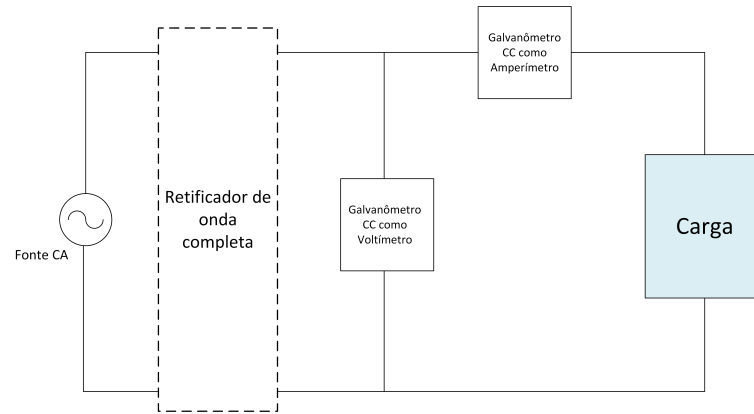 Galvanômetro
CC como
Amperímetro
Retificador de
onda
completa
Galvanômetro
CC como
Voltímetro
Carga
Fonte CA